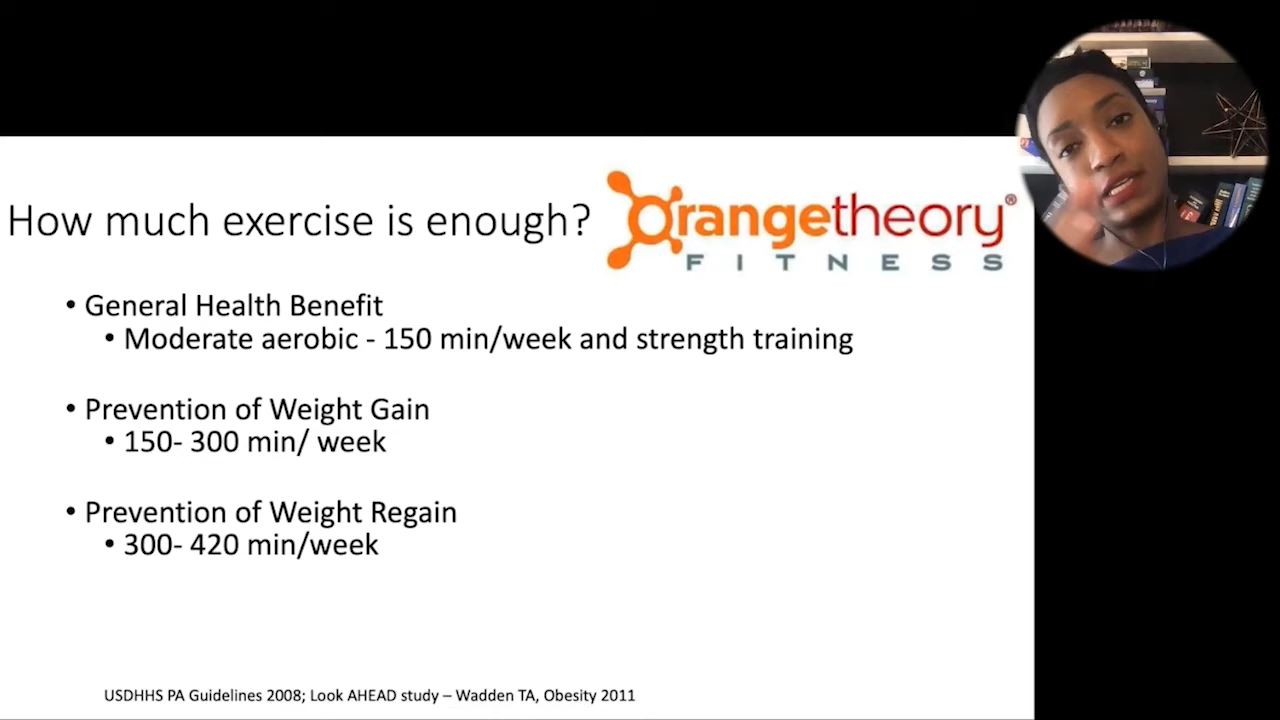 How much exercise is enough?
Orangetheory®
FITNESS
• General Health Benefit
• Moderate aerobic - 150 min/week and strength training
• Prevention of Weight Gain
• 150- 300 min/ week
• Prevention of Weight Regain
• 300- 420 min/week
USDHHS PA Guidelines 2008; Look AHEAD study – Wadden TA, Obesity 2011